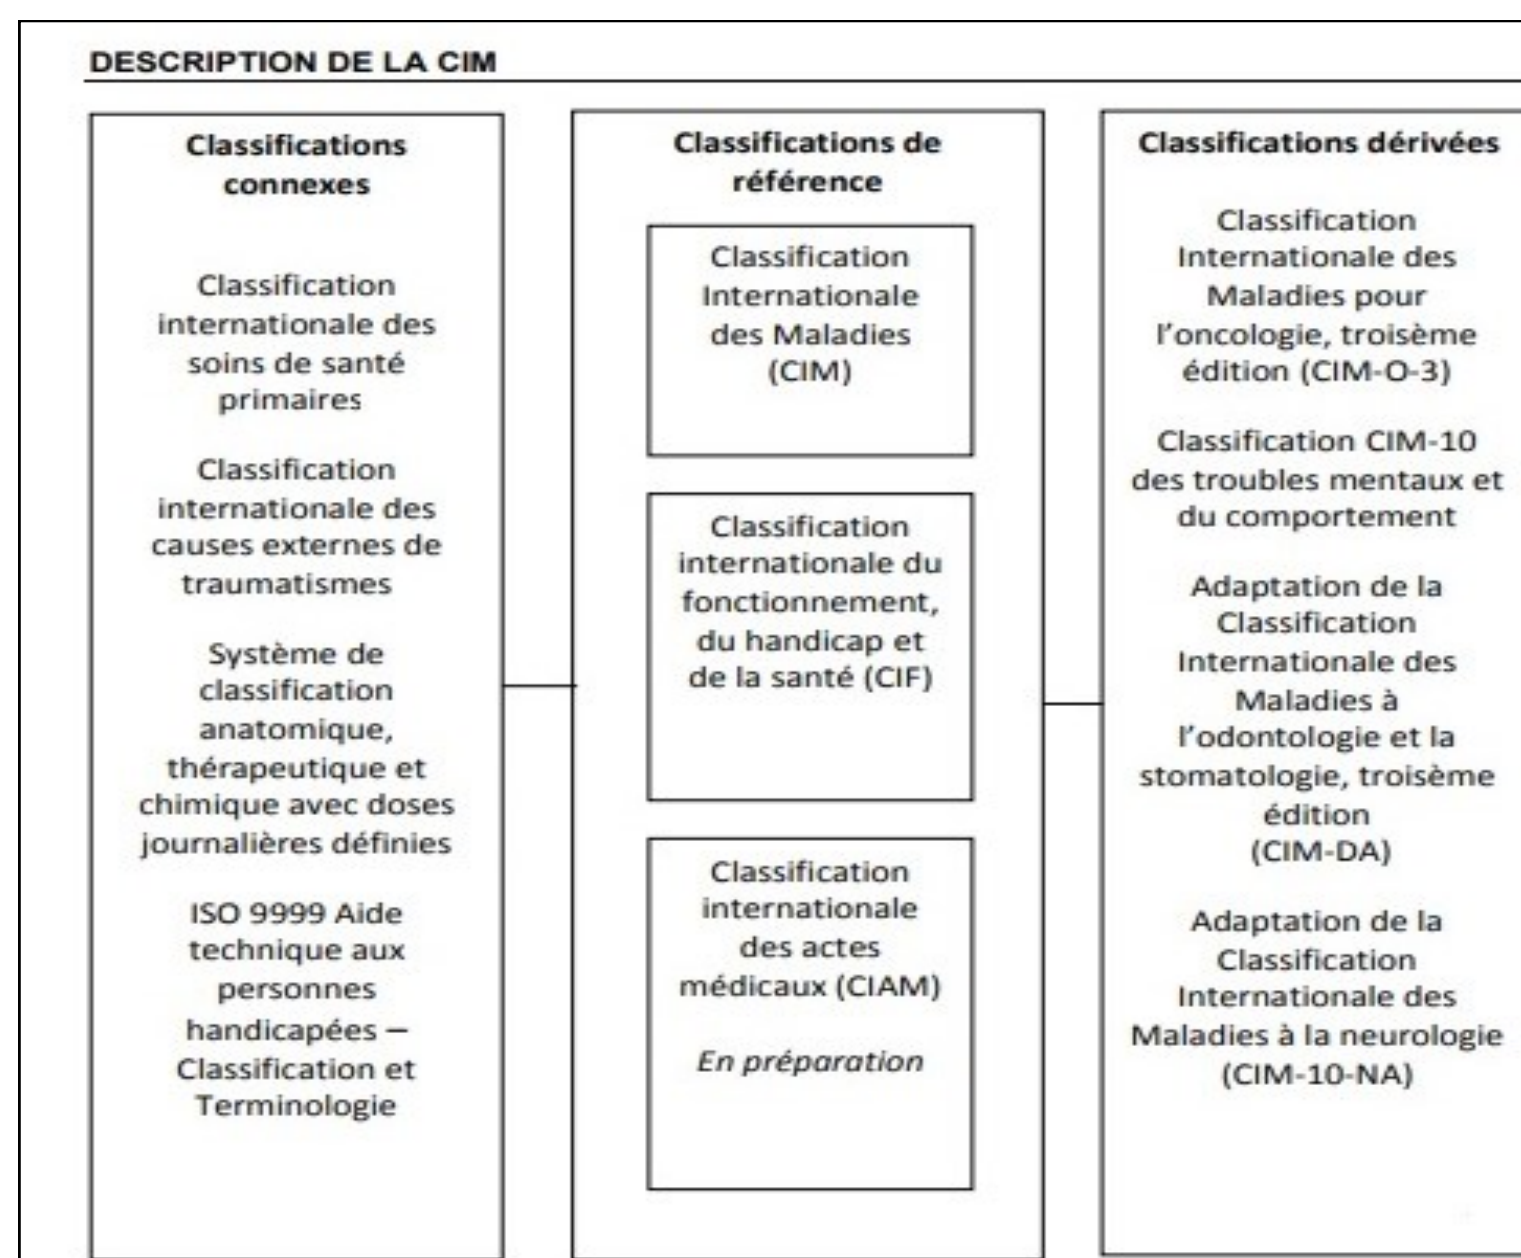 DESCRIPTION DE LA CIM
Classifications
connexes
Classification
internationale des
soins de santé
primaires
Classification
internationale des
causes externes de
traumatismes
Système de
classification
anatomique,
thérapeutique et
chimique avec doses
journalières définies
ISO 9999 Aide
technique aux
personnes
handicapées –
Classification et
Terminologie
Classifications de
référence
Classification
Internationale
des Maladies
(CIM)
Classification
internationale du
fonctionnement,
du handicap et
de la santé (CIF)
Classification
internationale
des actes
médicaux (CIAM)
En préparation
Classifications dérivées
Classification
Internationale des
Maladies pour
l'oncologie, troisème
édition (CIM-O-3)
Classification CIM-10
des troubles mentaux et
du comportement
Adaptation de la
Classification
Internationale des
Maladies à
l'odontologie et la
stomatologie, troisème
édition
(CIM-DA)
Adaptation de la
Classification
Internationale des
Maladies à la neurologie
(CIM-10-NA)